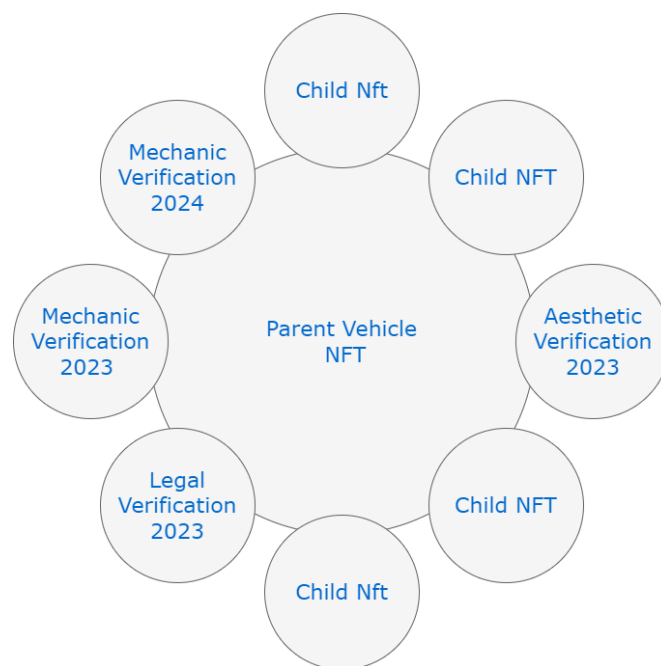 Child Nft
Mechanic
Verification
2024
Child NFT
Mechanic
Verification
2023
Parent Vehicle
NFT
Aesthetic
Verification
2023
Legal
Verification
2023
Child NFT
Child Nft